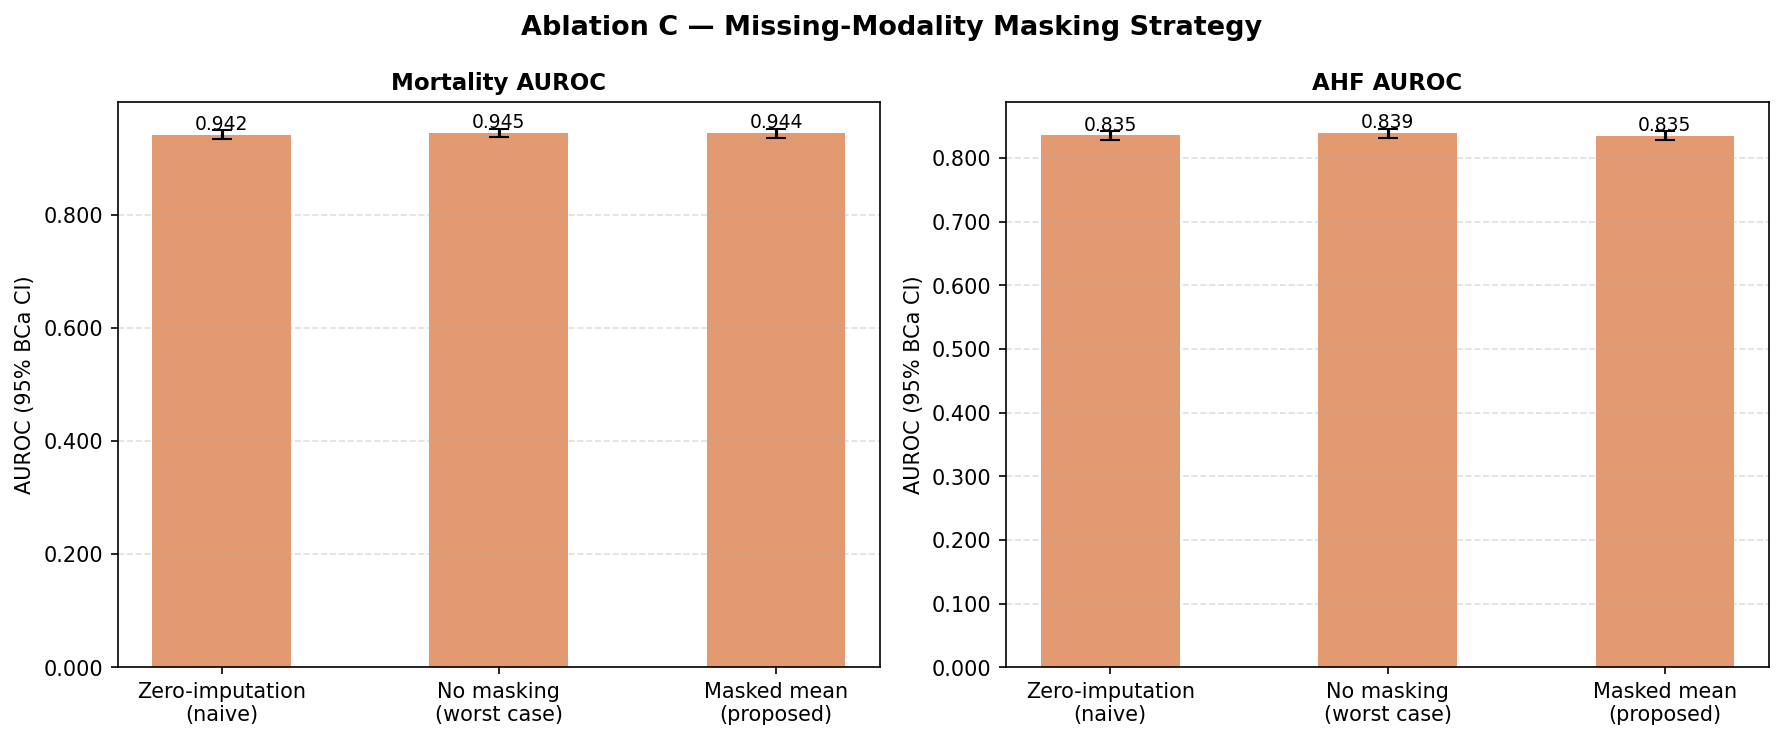 Ablation C — Missing-Modality Masking Strategy
Mortality AUROC
AUROC (95% BCa CI)
0.800
0.600
0.400
0.200
0.000
0.942
0.945
0.944
Zero-imputation
(naive)
No masking
(worst case)
Masked mean
(proposed)
AHF AUROC
AUROC (95% BCa CI)
0.800
0.700
0.600
0.500
0.400
0.300
0.200
0.100
0.000
0.835
0.839
0.835
Zero-imputation
(naive)
No masking
(worst case)
Masked mean
(proposed)